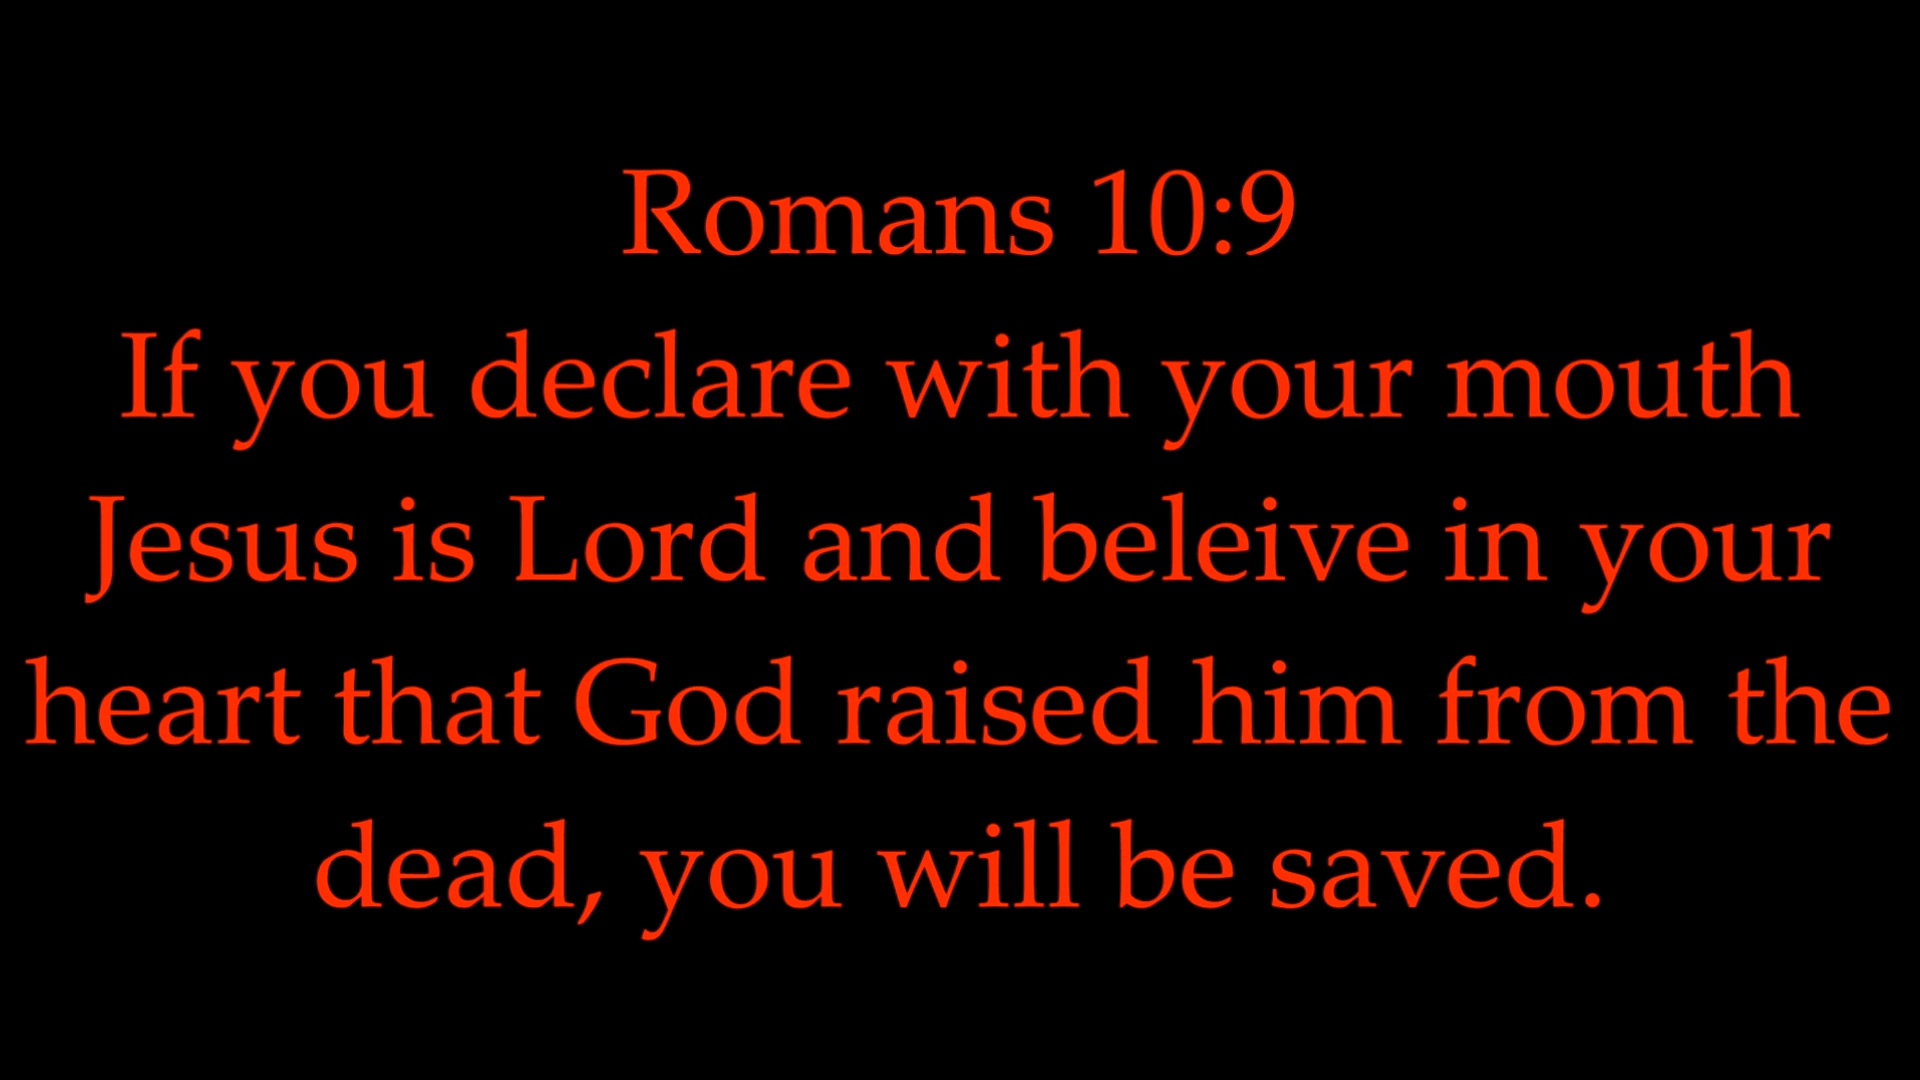 Romans 10:9
If you declare with your mouth
Jesus is Lord and beleive in your
heart that God raised him from the
dead, you will be saved.